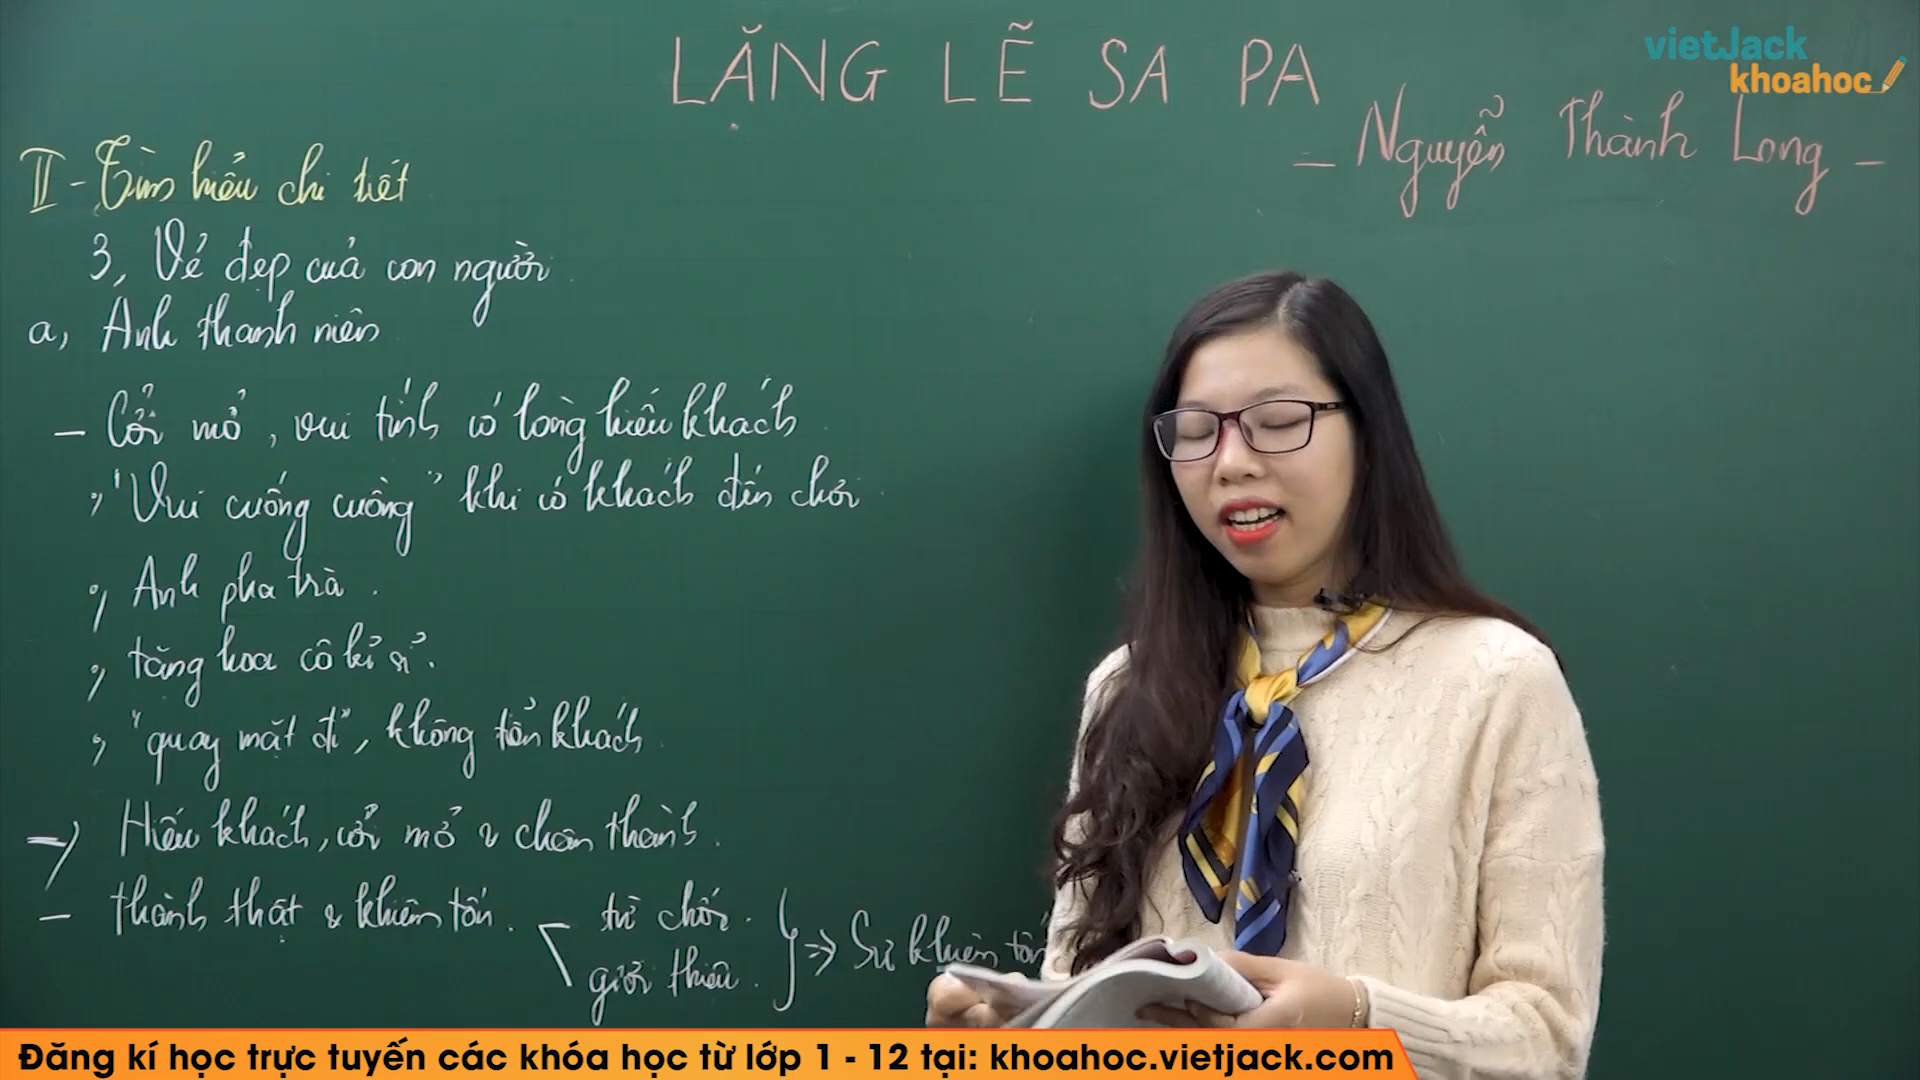 LẶNG LẼ SA PA
vietJack
khoahoc
- Nguyễn Thành Long -
II - Tìm hiểu chi tiết
3, Vẻ đẹp của con người
a, Anh thanh niên
- Cởi mở, vui tính có lòng hiếu khách
, "Vui cuống cuồng" khi có khách đến chơi
, Anh pha trà.
, tặng hoa cô kĩ sư.
, "quay mặt đi", không tiễn khách
→ Hiếu khách, cởi mở & chân thành.
- thành thật & khiêm tốn. từ chối. } => Sự khiêm tốn
giới thiệu.
Đăng kí học trực tuyến các khóa học từ lớp 1 - 12 tại: khoahoc.vietjack.com